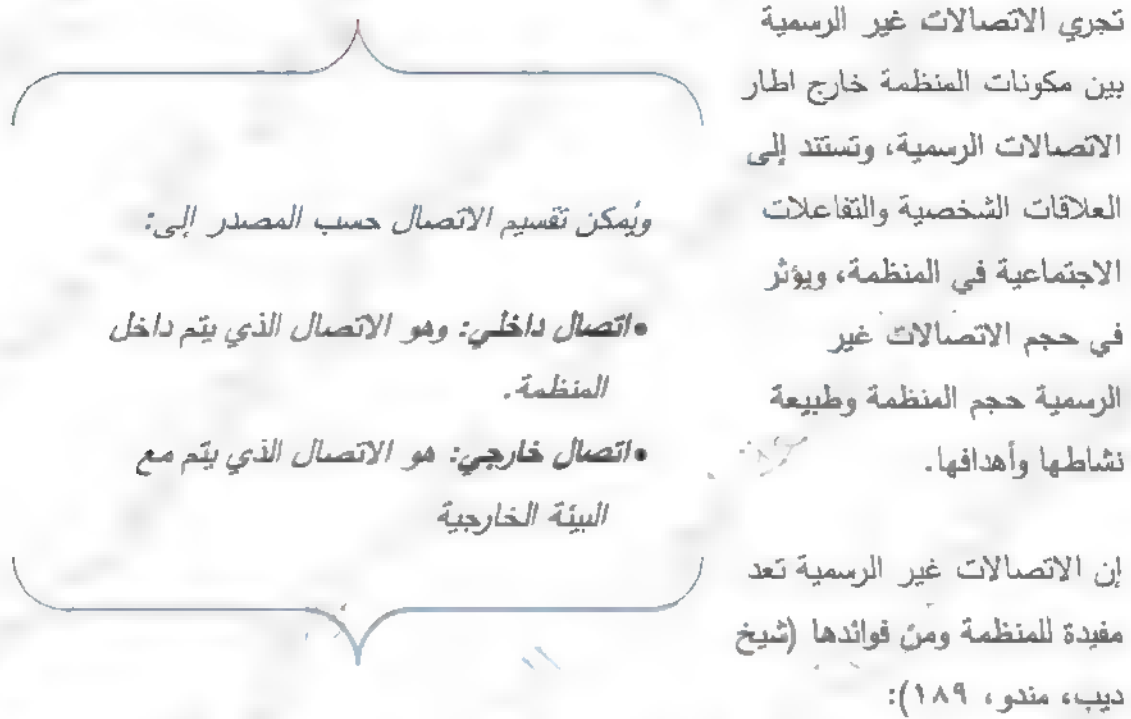 تجري الاتصالات غير الرسمية
بين مكونات المنظمة خارج اطار
الاتصالات الرسمية، وتستند إلى
العلاقات الشخصية والتفاعلات
الاجتماعية في المنظمة، ويؤثر
في حجم الاتصالات غير
الرسمية حجم المنظمة وطبيعة
نشاطها وأهدافها.
إن الاتصالات غير الرسمية تعد
مفيدة للمنظمة ومن فوائدها (شيخ
ديب، مندو، ١٨٩):
ويُمكن تقسيم الاتصال حسب المصدر إلى:
•اتصال داخلي: وهو الاتصال الذي يتم داخل
المنظمة.
•اتصال خارجي: هو الاتصال الذي يتم مع
البيئة الخارجية